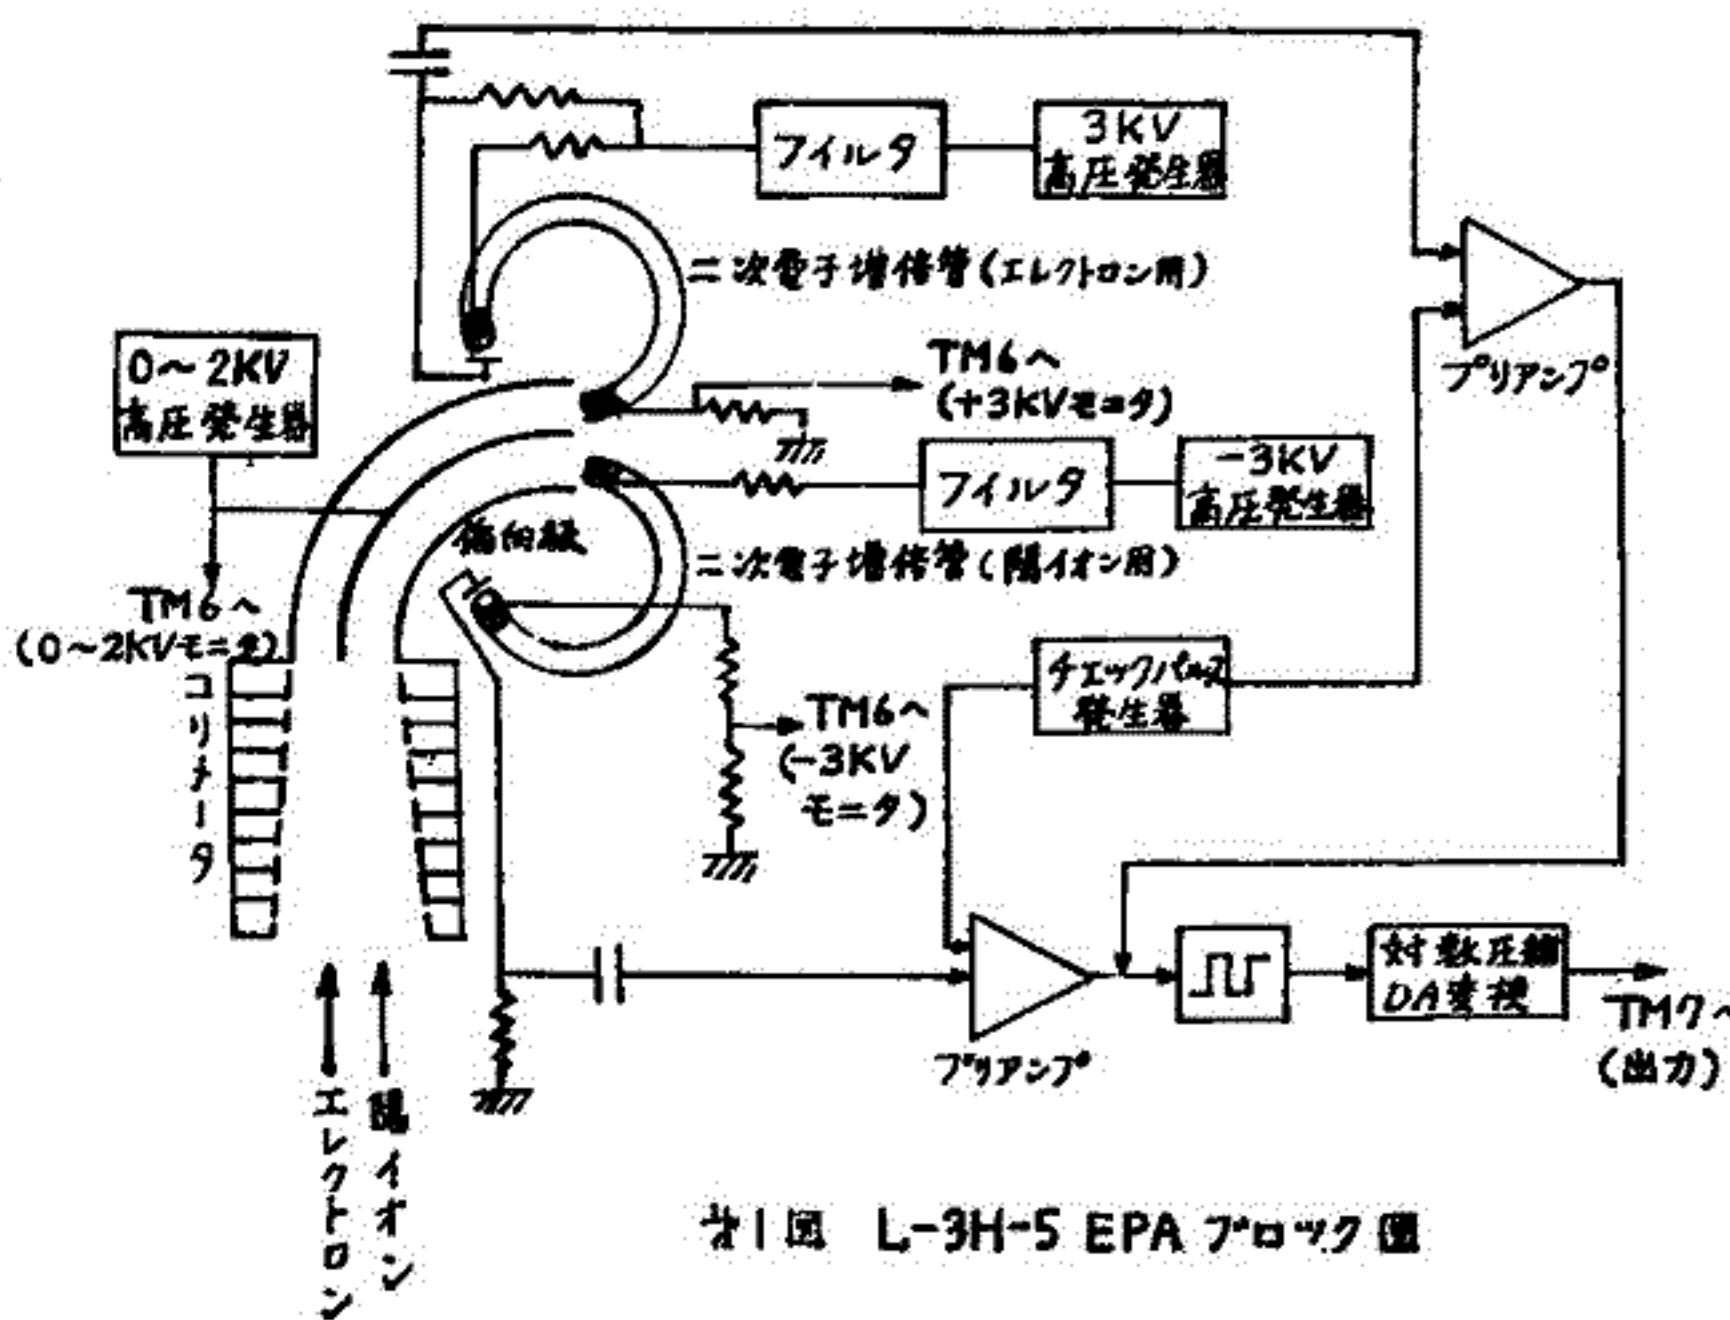 フイルタ
3KV
高圧発生器
二次電子増倍管(エレクトロン用)
0~2KV
高圧発生器
TM6へ
(+3KVモニタ)
プリアンプ
フイルタ
-3KV
高圧発生器
偏向板
二次電子増倍管(陽イオン用)
TM6へ
(0~2KVモニタ)
コリメータ
チェックパルス
発生器
TM6へ
(-3KV
モニタ)
対数圧縮
DA変換
TM7へ
(出力)
プリアンプ
エレクトロン
陽イオン
第1図 L-3H-5 EPA ブロック図